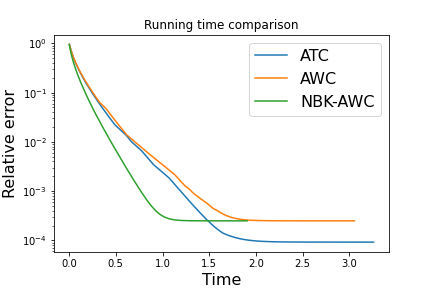 Running time comparison
10⁰
10⁻¹
10⁻²
10⁻³
10⁻⁴
Relative error
ATC
AWC
NBK-AWC
0.0 0.5 1.0 1.5 2.0 2.5 3.0
Time